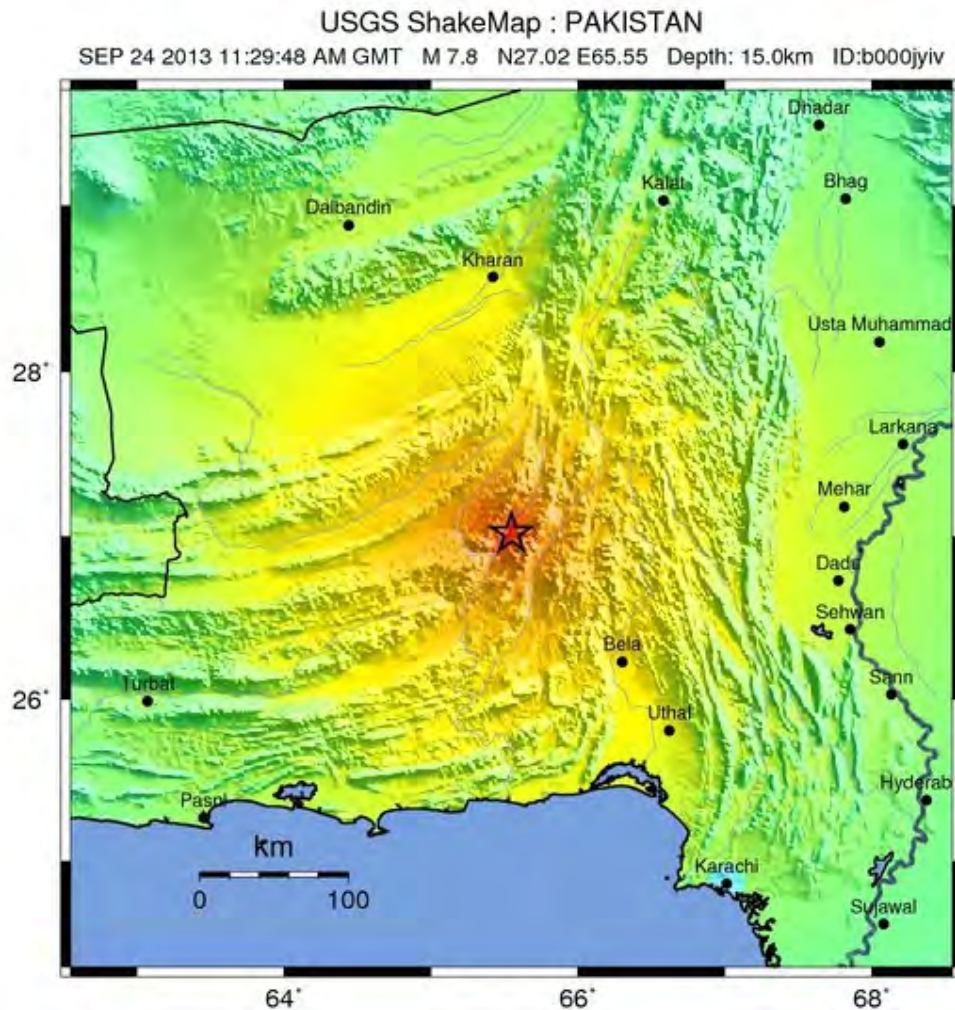 USGS ShakeMap : PAKISTAN
SEP 24 2013 11:29:48 AM GMT M 7.8 N27.02 E65.55 Depth: 15.0km ID:b000jyiv
Dhadar
Kalat
Bhag
Dalbandin
Kharan
Usta Muhammad
28°
Larkana
Mehar
Dadu
Sehwan
Bela
26°
Turbat
Sann
Uthal
Hyderab
Pasni
km
Karachi
0 100
Sujawal
64° 66° 68°